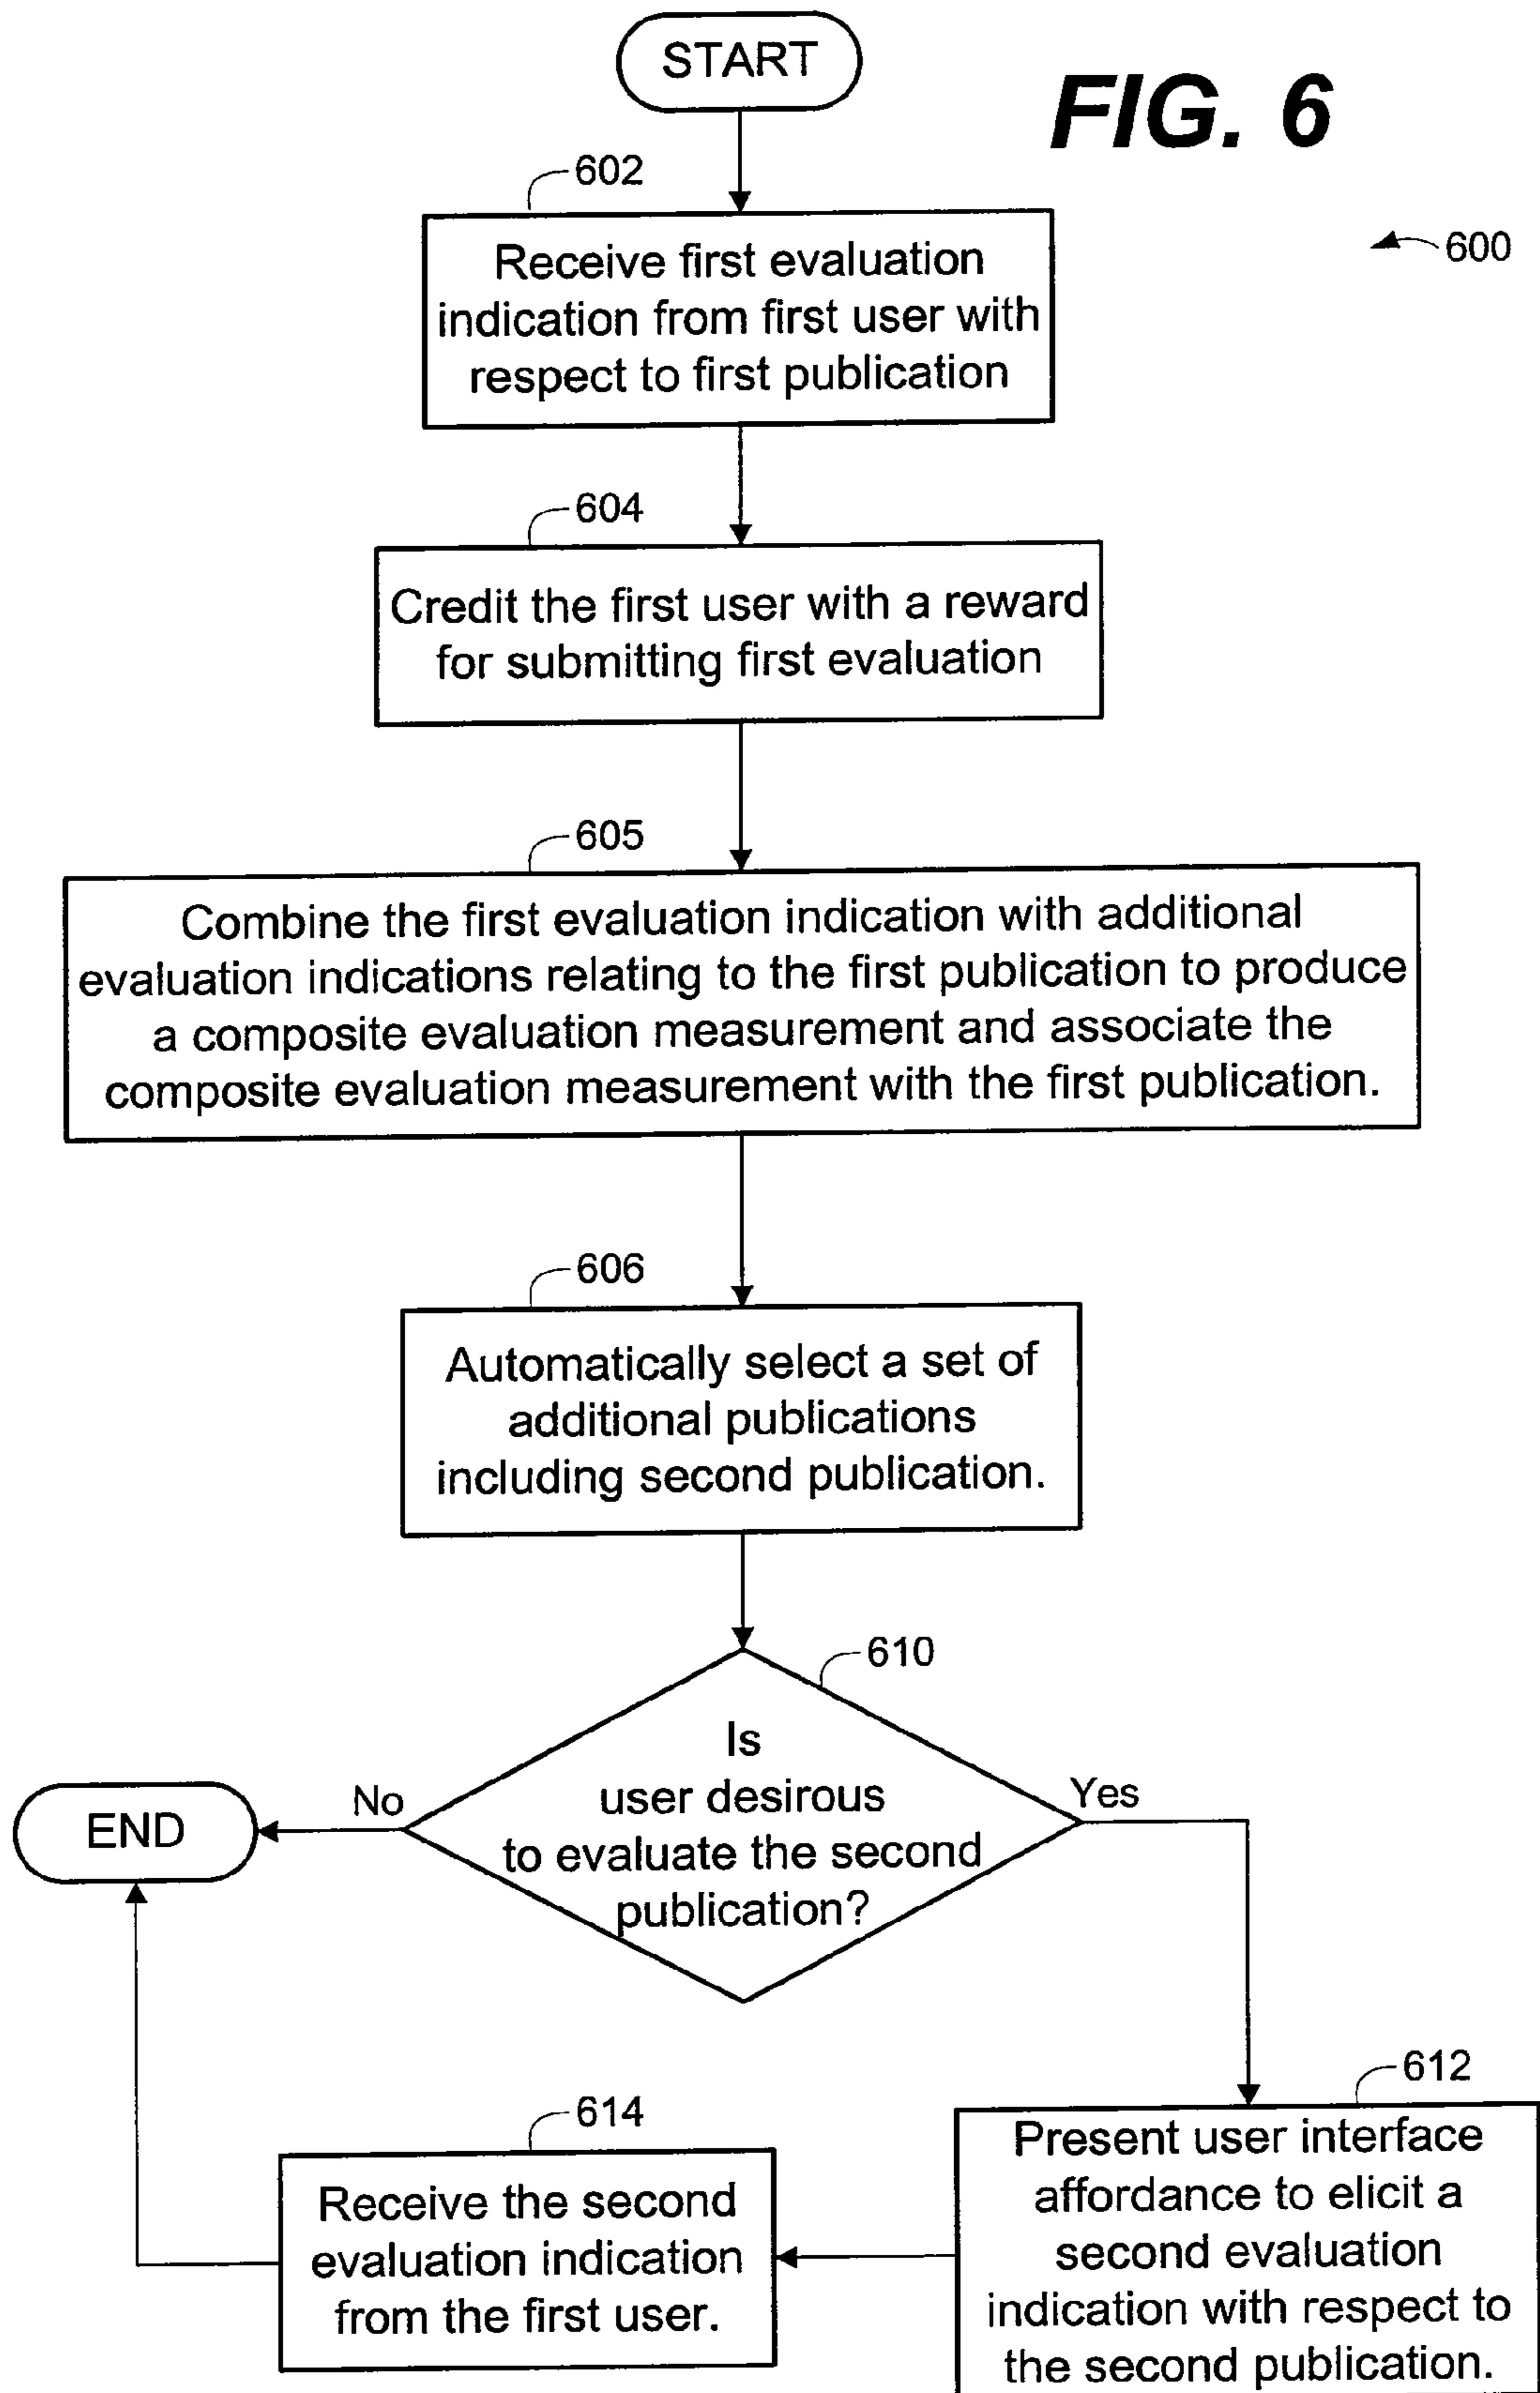 START
FIG. 6
602
600
Receive first evaluation
indication from first user with
respect to first publication
604
Credit the first user with a reward
for submitting first evaluation
605
Combine the first evaluation indication with additional
evaluation indications relating to the first publication to produce
a composite evaluation measurement and associate the
composite evaluation measurement with the first publication.
606
Automatically select a set of
additional publications
including second publication.
610
Is
user desirous
to evaluate the second
publication?
No
Yes
END
612
Present user interface
affordance to elicit a
second evaluation
indication with respect to
the second publication.
614
Receive the second
evaluation indication
from the first user.